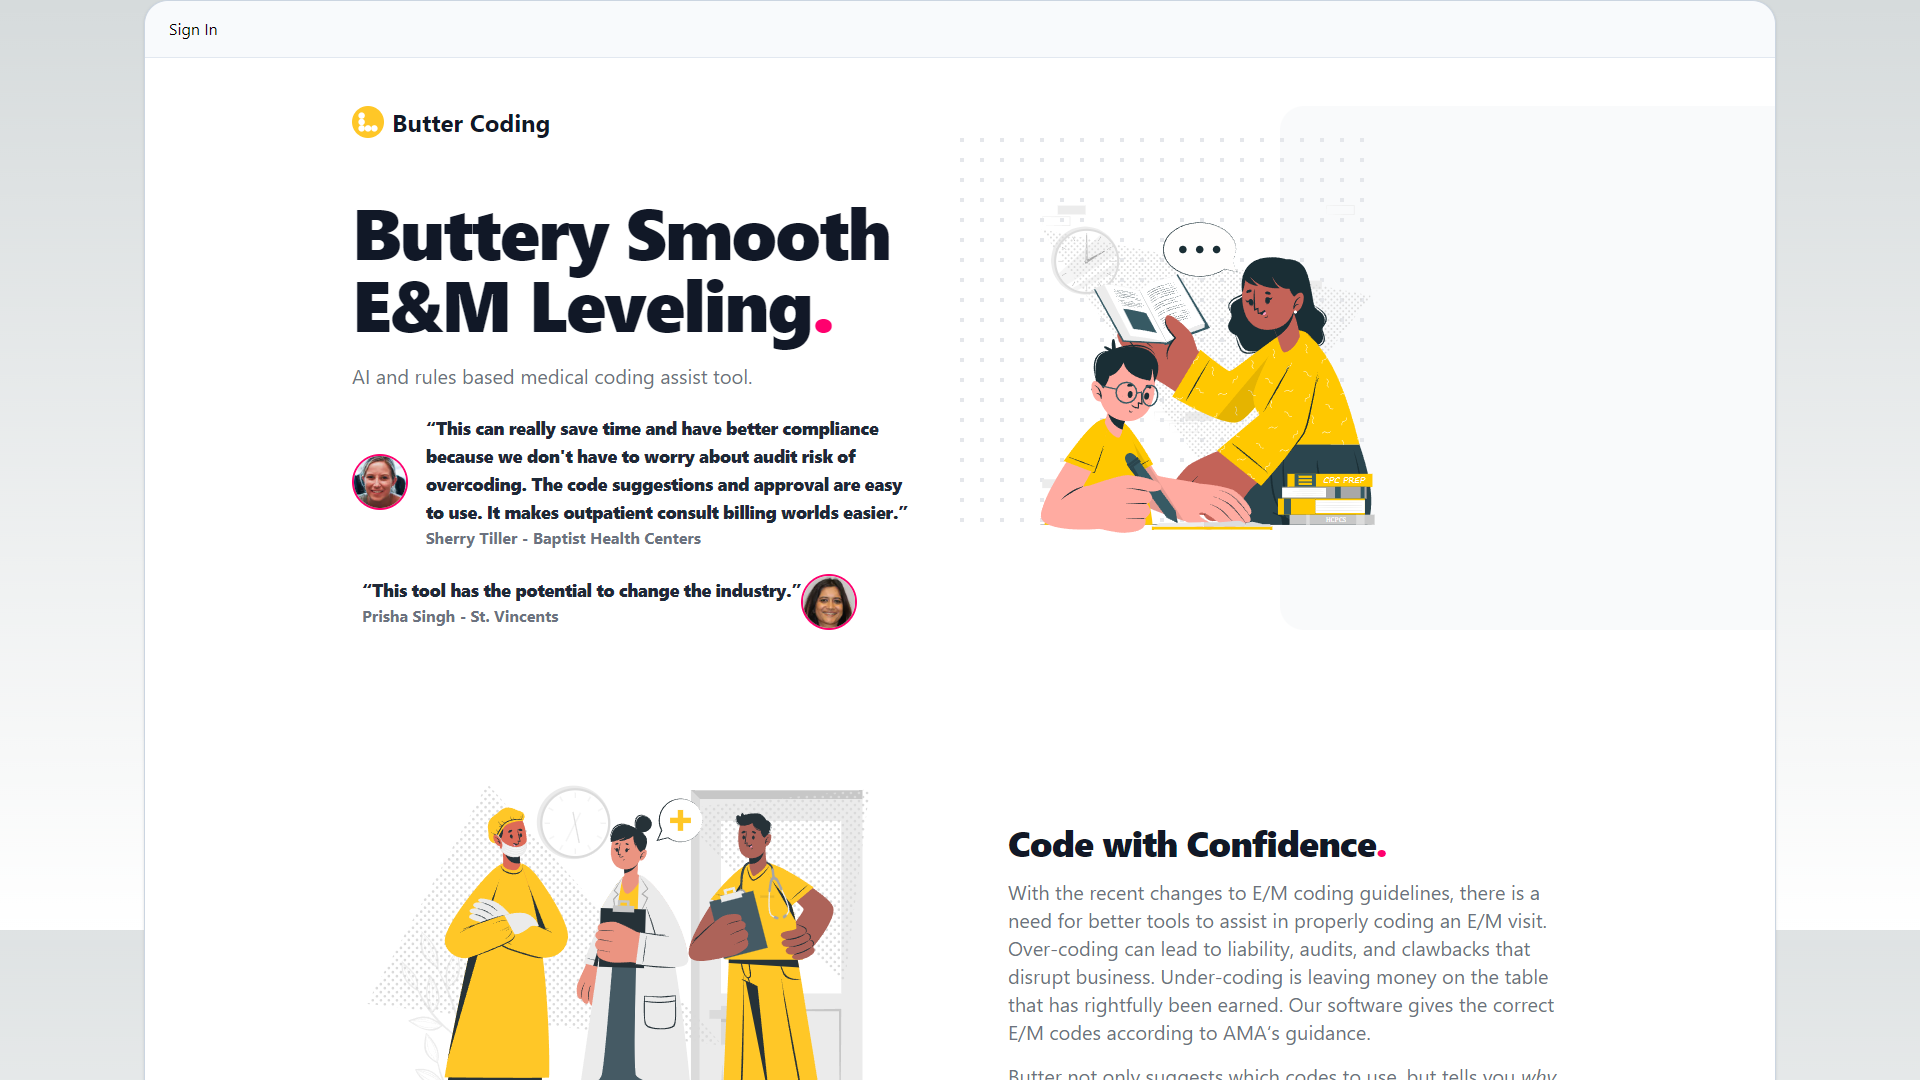 Sign In
Butter Coding
Buttery Smooth
E&M Leveling.
AI and rules based medical coding assist tool.
“This can really save time and have better compliance
because we don't have to worry about audit risk of
overcoding. The code suggestions and approval are easy
to use. It makes outpatient consult billing worlds easier.”
Sherry Tiller - Baptist Health Centers
“This tool has the potential to change the industry.”
Prisha Singh - St. Vincents
CPC PREP
HCPCS
Code with Confidence.
With the recent changes to E/M coding guidelines, there is a
need for better tools to assist in properly coding an E/M visit.
Over-coding can lead to liability, audits, and clawbacks that
disrupt business. Under-coding is leaving money on the table
that has rightfully been earned. Our software gives the correct
E/M codes according to AMA‘s guidance.
Butter not only suggests which codes to use, but tells you why